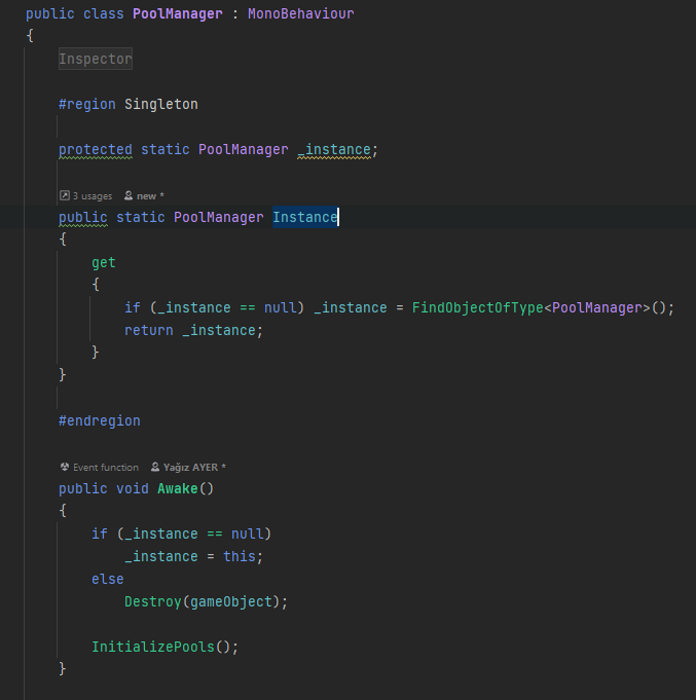 public class PoolManager : MonoBehaviour
{
Inspector
#region Singleton
protected static PoolManager _instance;
3 usages new *
public static PoolManager Instance
{
get
{
if (_instance == null) _instance = FindObjectOfType<PoolManager>();
return _instance;
}
}
#endregion
Event function Yağız AYER *
public void Awake()
{
if (_instance == null)
_instance = this;
else
Destroy(gameObject);
InitializePools();
}